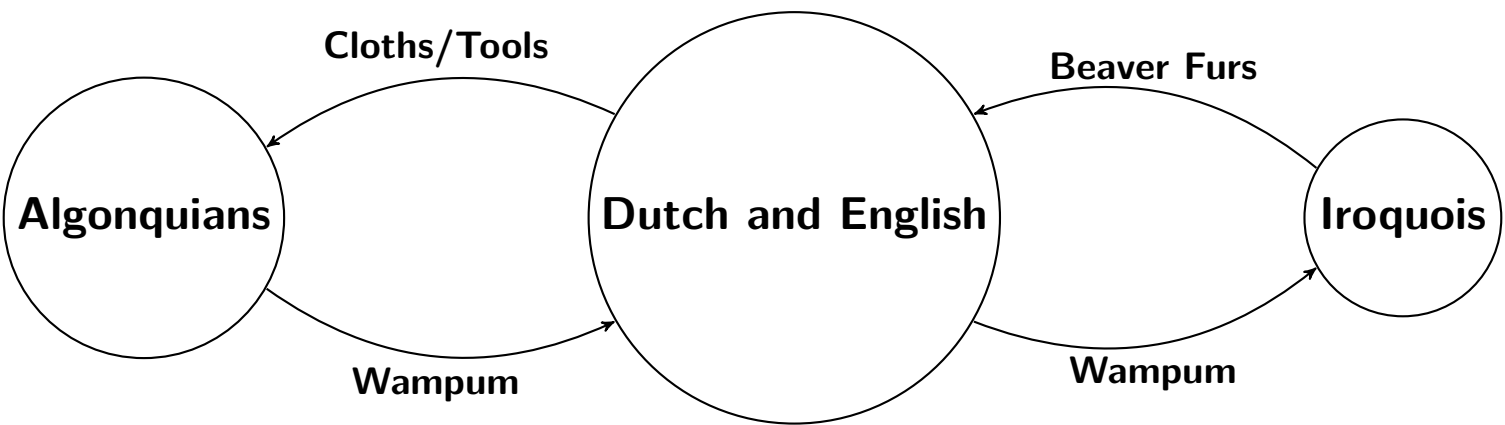 Cloths/Tools
Beaver Furs
Algonquians
Dutch and English
Iroquois
Wampum
Wampum